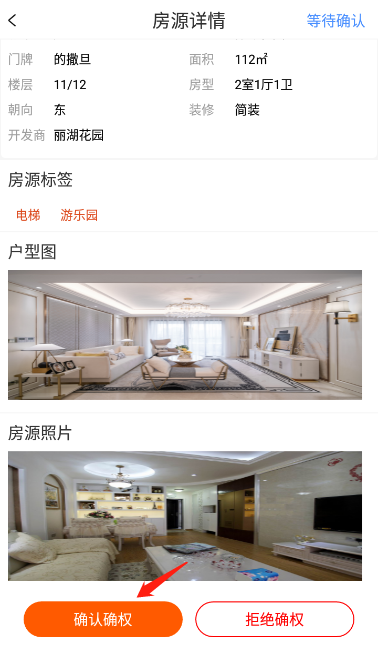 房源详情 等待确认
门牌 的撒旦 面积 112㎡
楼层 11/12 房型 2室1厅1卫
朝向 东 装修 简装
开发商 丽湖花园
房源标签
电梯 游乐园
户型图
房源照片
确认确权 拒绝确权